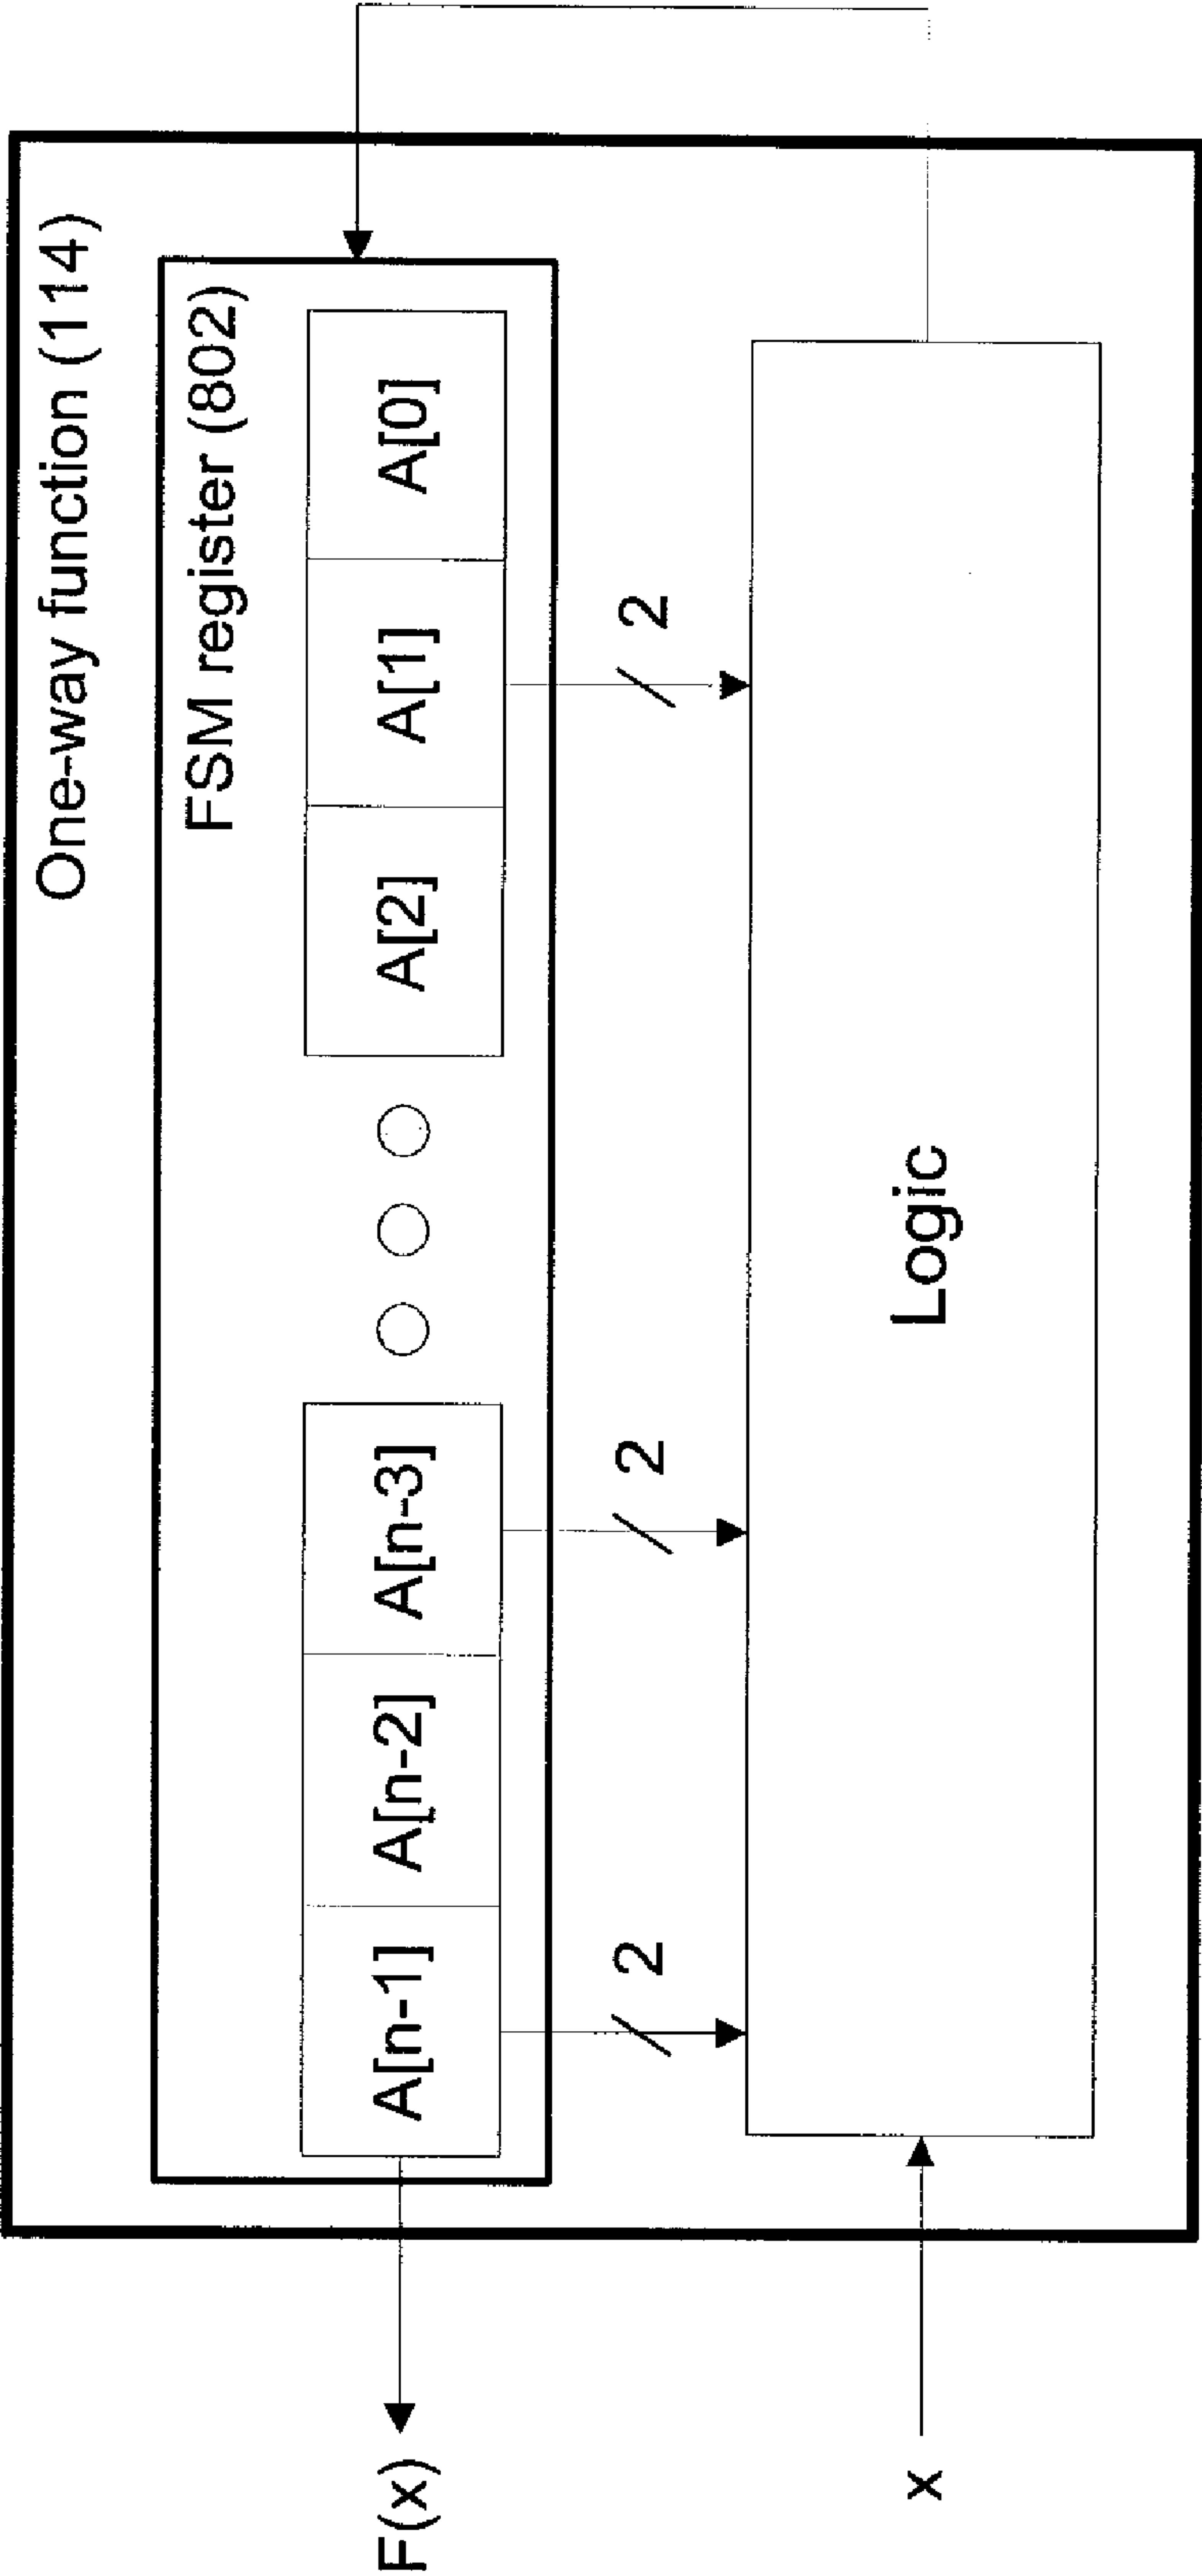 One-way function (114)
FSM register (802)
F(x)
A[n-1]
A[n-2]
A[n-3]
A[2]
A[1]
A[0]
2
2
2
x
Logic